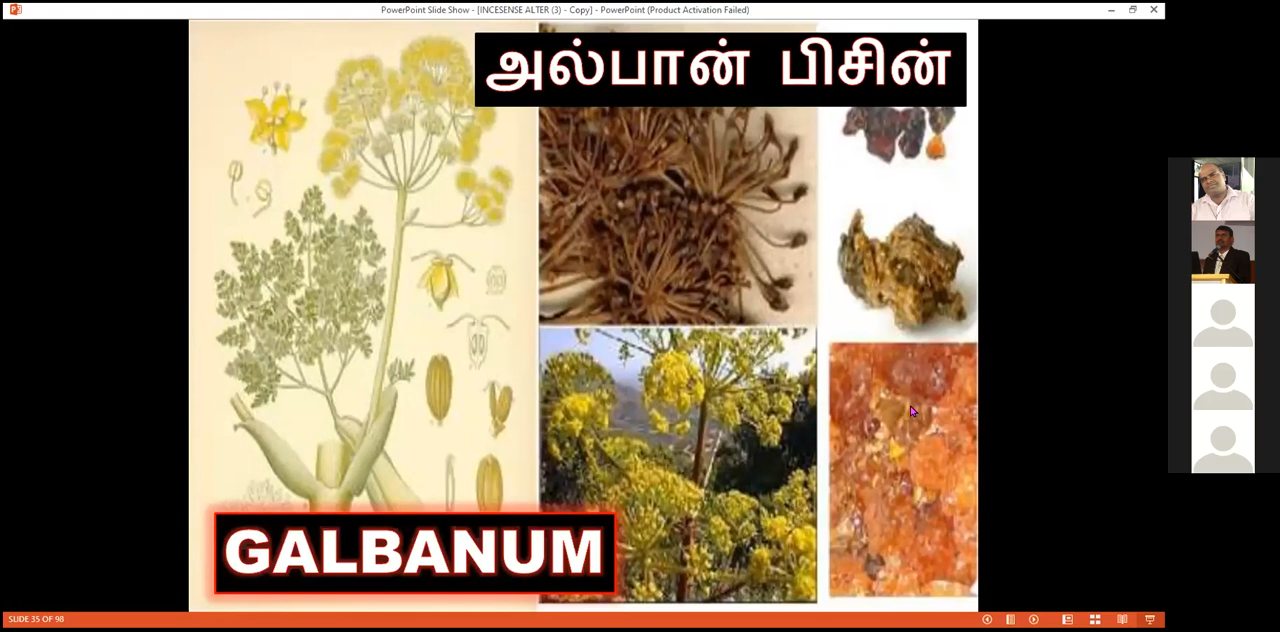 PowerPoint Slide Show - [INCESENSE ALTER (3) - Copy] - PowerPoint (Product Activation Failed)
அல்பான் பிசின்
GALBANUM
SLIDE 35 OF 98